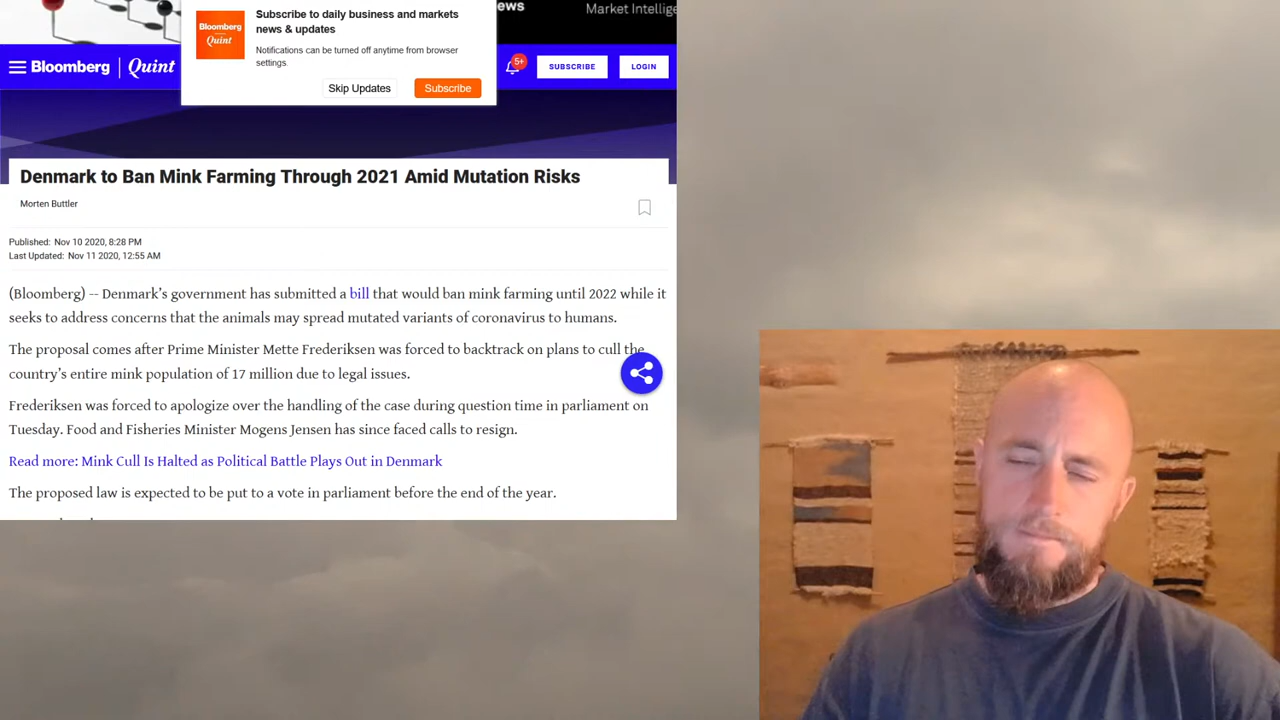 ews
Market Intellige
Subscribe to daily business and markets
news & updates
Bloomberg
Quint
Notifications can be turned off anytime from browser
settings.
Skip Updates
Subscribe
Bloomberg | Quint
5+
SUBSCRIBE
LOGIN
Denmark to Ban Mink Farming Through 2021 Amid Mutation Risks
Morten Buttler
Published: Nov 10 2020, 8:28 PM
Last Updated: Nov 11 2020, 12:55 AM
(Bloomberg) -- Denmark’s government has submitted a bill that would ban mink farming until 2022 while it
seeks to address concerns that the animals may spread mutated variants of coronavirus to humans.
The proposal comes after Prime Minister Mette Frederiksen was forced to backtrack on plans to cull the
country’s entire mink population of 17 million due to legal issues.
Frederiksen was forced to apologize over the handling of the case during question time in parliament on
Tuesday. Food and Fisheries Minister Mogens Jensen has since faced calls to resign.
Read more: Mink Cull Is Halted as Political Battle Plays Out in Denmark
The proposed law is expected to be put to a vote in parliament before the end of the year.